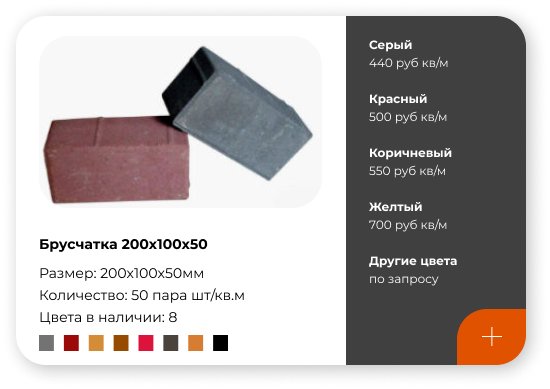 Брусчатка 200х100х50
Размер: 200х100х50мм
Количество: 50 пара шт/кв.м
Цвета в наличии: 8
Серый
440 руб кв/м
Красный
500 руб кв/м
Коричневый
550 руб кв/м
Желтый
700 руб кв/м
Другие цвета
по запросу